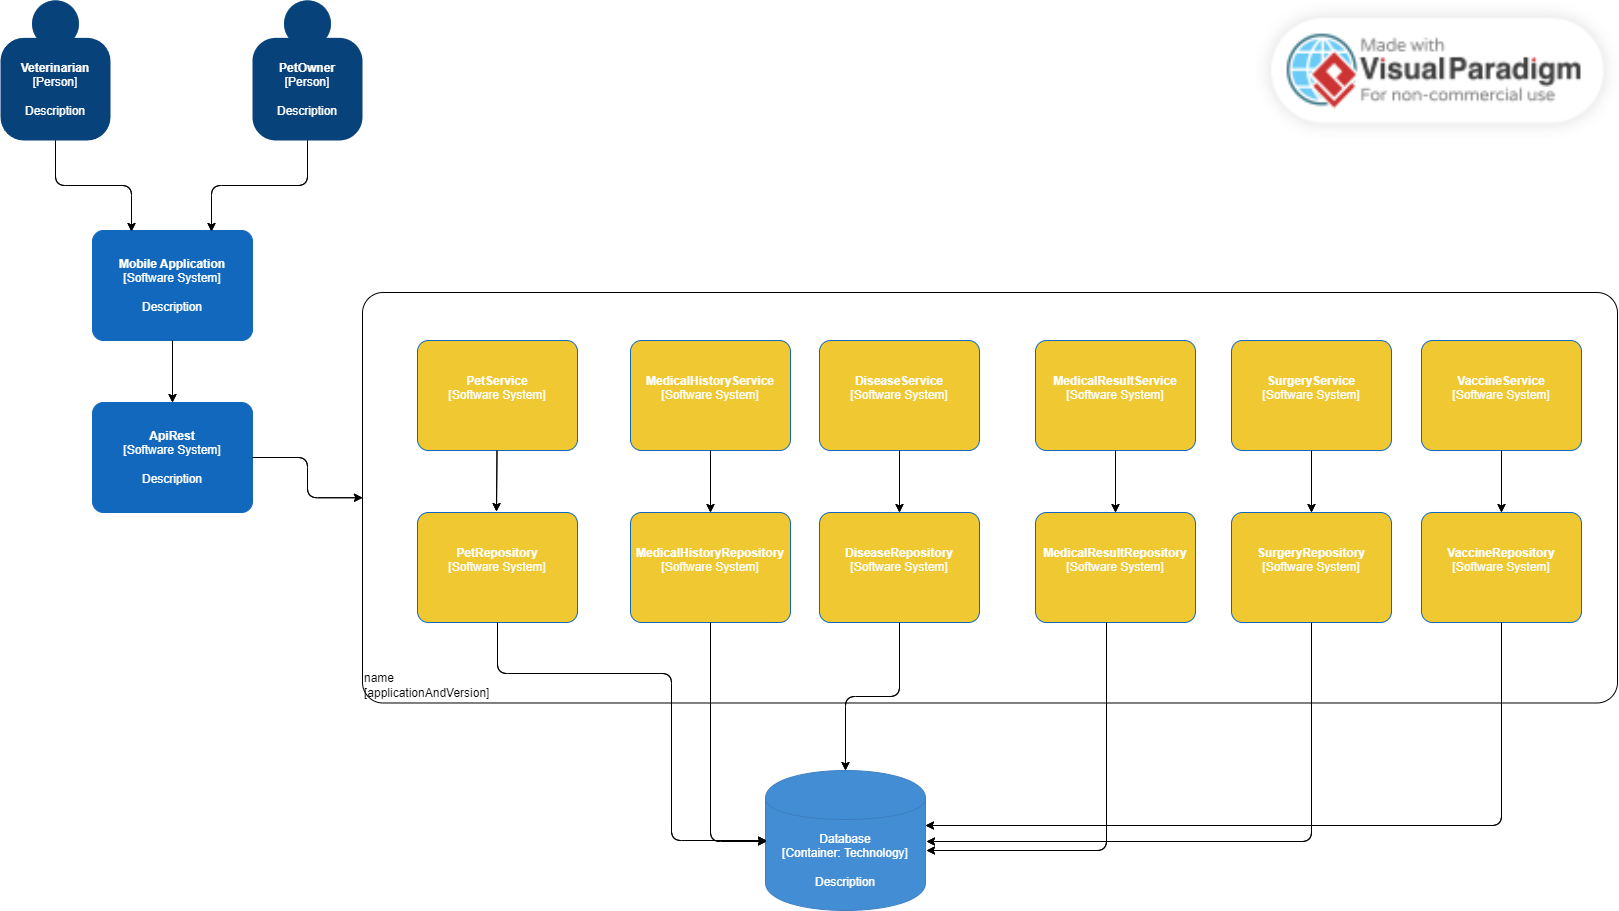 Veterinarian
[Person]
Description
PetOwner
[Person]
Description
Made with
Visual Paradigm
For non-commercial use
Mobile Application
[Software System]
Description
ApiRest
[Software System]
Description
PetService
[Software System]
MedicalHistoryService
[Software System]
DiseaseService
[Software System]
MedicalResultService
[Software System]
SurgeryService
[Software System]
VaccineService
[Software System]
PetRepository
[Software System]
MedicalHistoryRepository
[Software System]
DiseaseRepository
[Software System]
MedicalResultRepository
[Software System]
SurgeryRepository
[Software System]
VaccineRepository
[Software System]
name
[applicationAndVersion]
Database
[Container: Technology]
Description